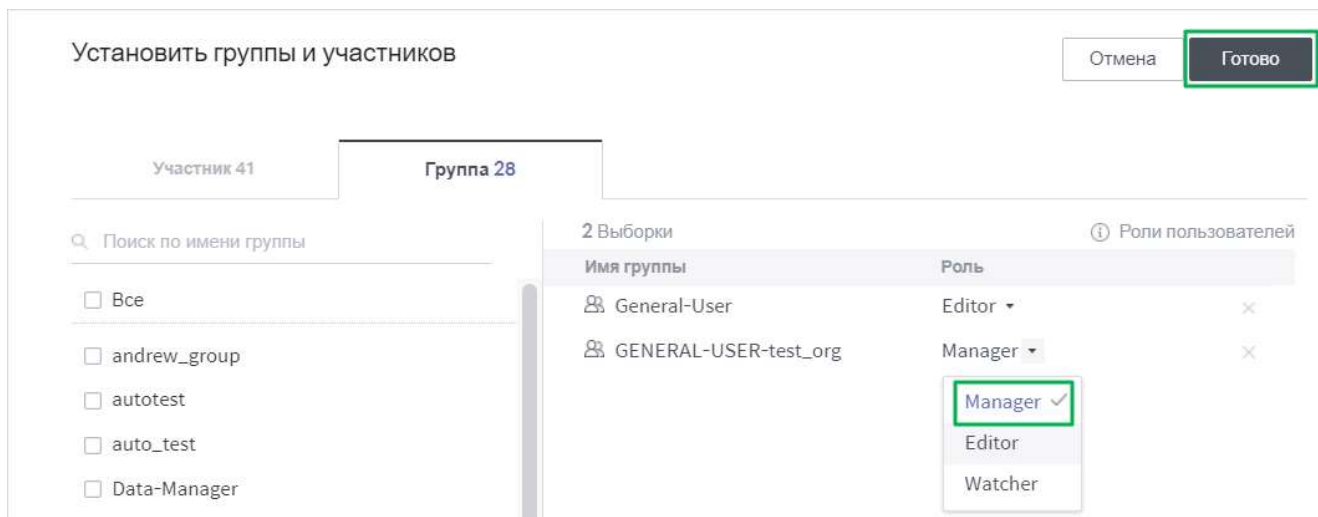 Установить группы и участников
Отмена
Готово
Участник 41
Группа 28
Поиск по имени группы
Все
andrew_group
autotest
auto_test
Data-Manager
2 Выборки
Роли пользователей
Имя группы Роль
General-User Editor
GENERAL-USER-test_org Manager
Manager
Editor
Watcher